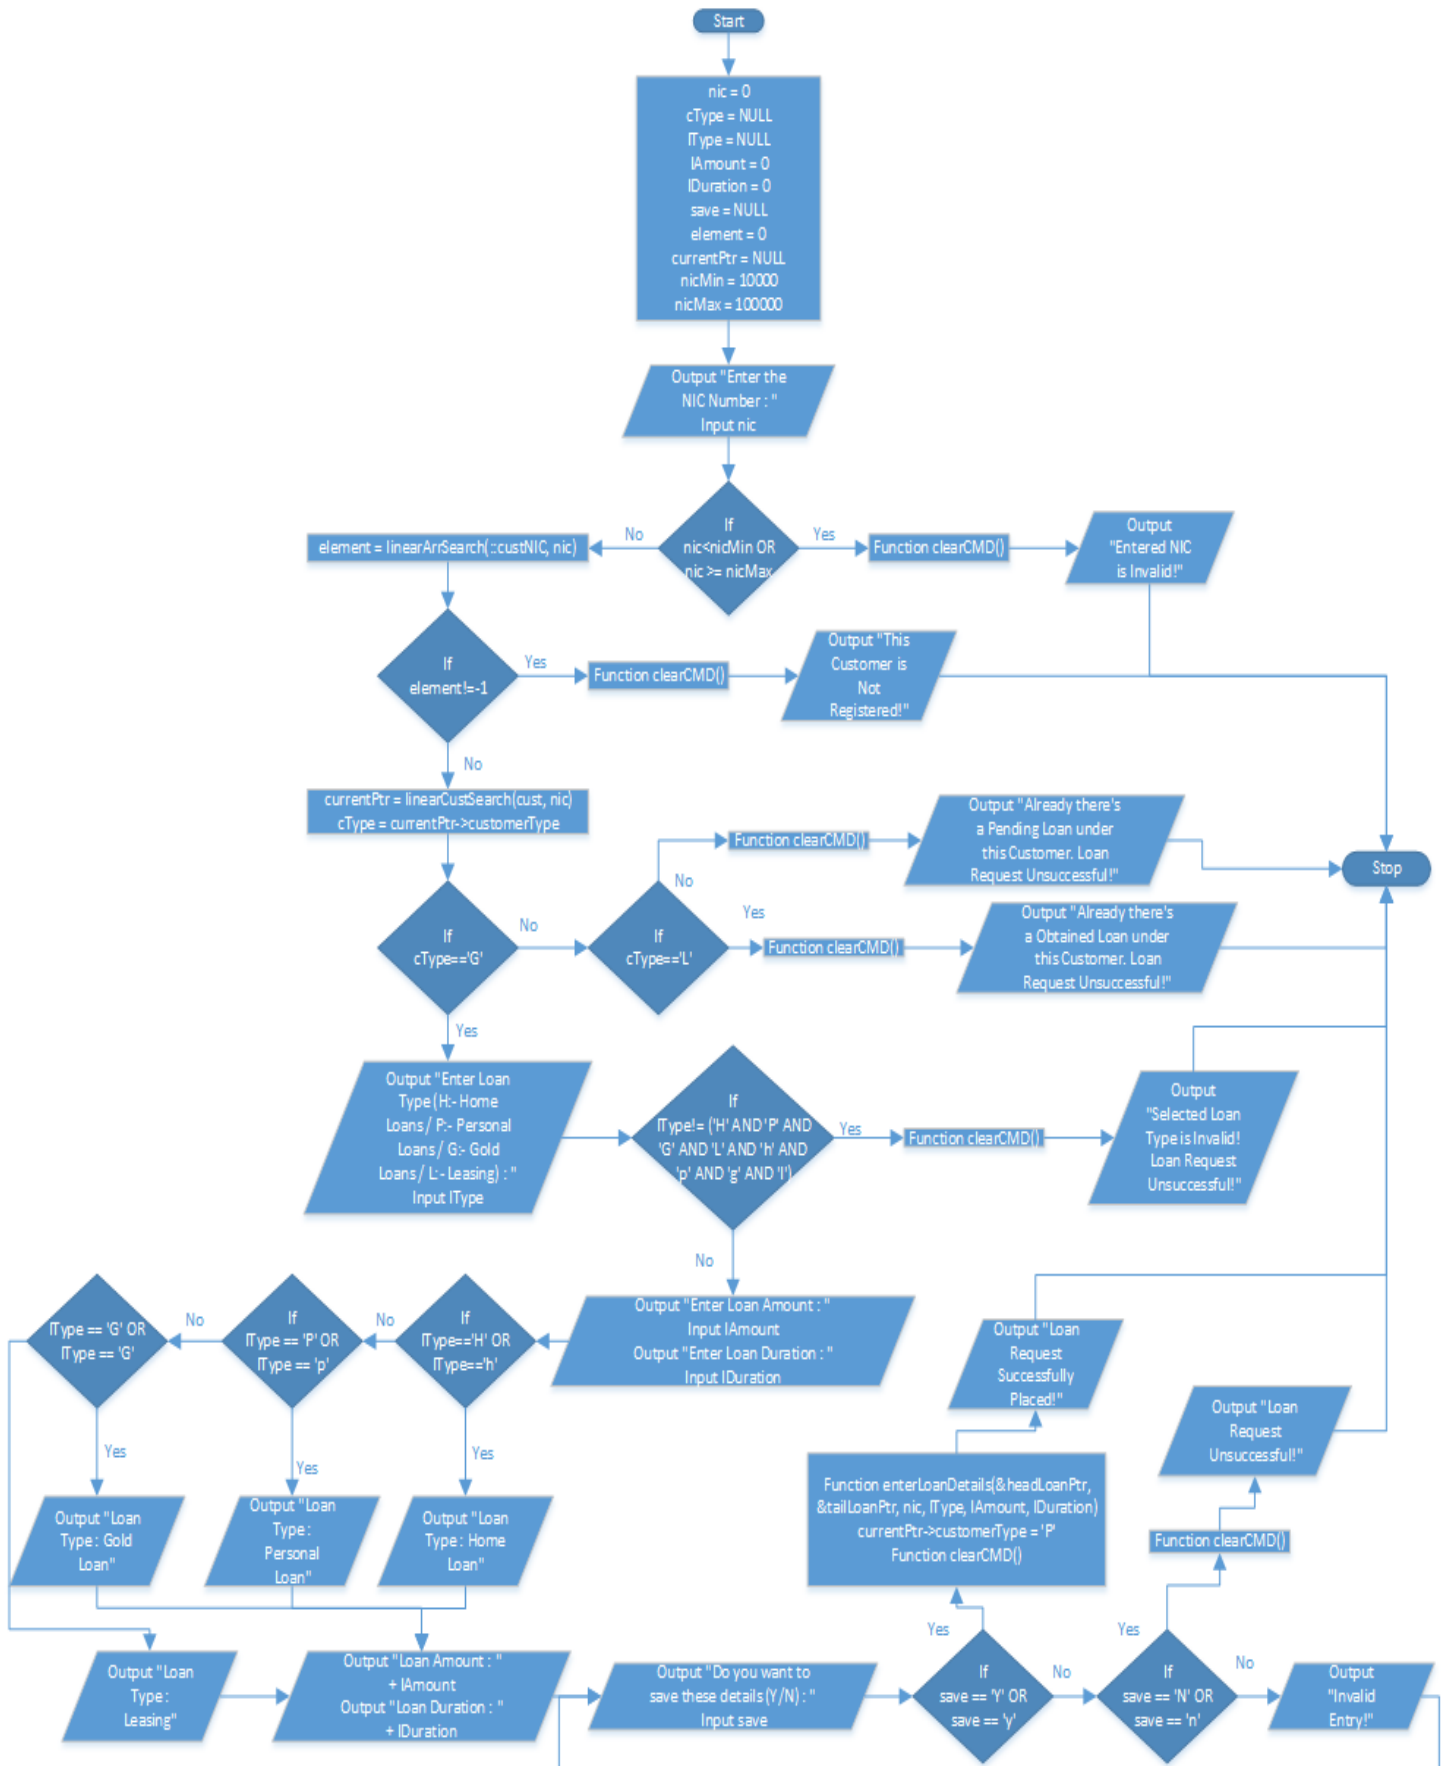 Start
nic = 0
cType = NULL
lType = NULL
lAmount = 0
lDuration = 0
save = NULL
element = 0
currentPtr = NULL
nicMin = 10000
nicMax = 100000
Output "Enter the
NIC Number : "
Input nic
If
nic<nicMin OR
nic >= nicMax
No
Yes
element = linearArrSearch(::custNIC, nic)
Function clearCMD()
Output
"Entered NIC
is Invalid!"
If
element!=-1
Yes
Function clearCMD()
Output "This
Customer is
Not
Registered!"
No
currentPtr = linearCustSearch(cust, nic)
cType = currentPtr->customerType
Function clearCMD()
Output "Already there's
a Pending Loan under
this Customer. Loan
Request Unsuccessful!"
Stop
No
If
cType=='G'
No
If
cType=='L'
Yes
Function clearCMD()
Output "Already there's
a Obtained Loan under
this Customer. Loan
Request Unsuccessful!"
Yes
Output "Enter Loan
Type (H:- Home
Loans / P:- Personal
Loans / G:- Gold
Loans / L:- Leasing) : "
Input lType
If
lType!= ('H' AND 'P' AND
'G' AND 'L' AND 'h' AND
'p' AND 'g' AND 'l')
Yes
Function clearCMD()
Output
"Selected Loan
Type is Invalid!
Loan Request
Unsuccessful!"
No
Output "Enter Loan Amount : "
Input lAmount
Output "Enter Loan Duration : "
Input lDuration
If
lType=='H' OR
lType=='h'
No
If
lType == 'P' OR
lType == 'p'
No
lType == 'G' OR
lType == 'G'
Yes
Yes
Yes
Output "Loan
Type : Gold
Loan"
Output "Loan
Type :
Personal
Loan"
Output "Loan
Type : Home
Loan"
Output "Loan
Request
Successfully
Placed!"
Output "Loan
Request
Unsuccessful!"
Function enterLoanDetails(&headLoanPtr,
&tailLoanPtr, nic, lType, lAmount, lDuration)
currentPtr->customerType = 'P'
Function clearCMD()
Function clearCMD()
Yes
Yes
Output "Loan
Type :
Leasing"
Output "Loan Amount : "
+ lAmount
Output "Loan Duration : "
+ lDuration
Output "Do you want to
save these details (Y/N) : "
Input save
If
save == 'Y' OR
save == 'y'
No
If
save == 'N' OR
save == 'n'
No
Output
"Invalid
Entry!"